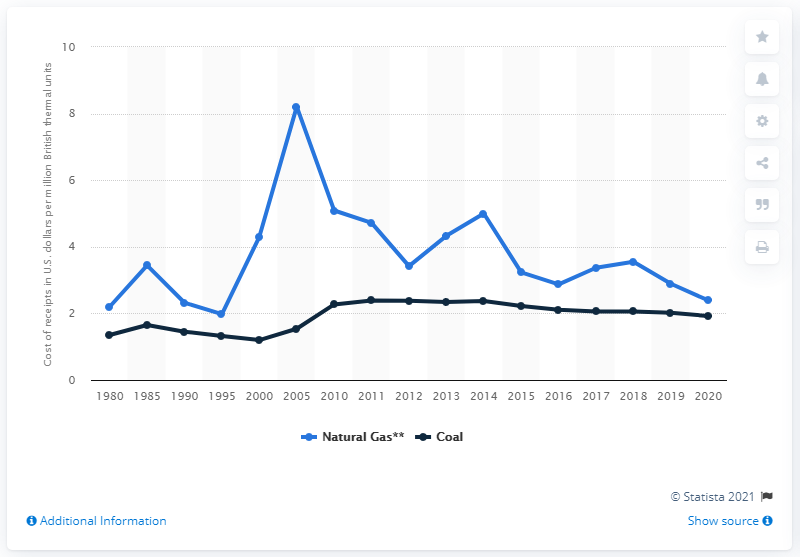 10
8
6
4
2
0
Cost of receipts in U.S. dollars per million British thermal units
1980 1985 1990 1995 2000 2005 2010 2011 2012 2013 2014 2015 2016 2017 2018 2019 2020
Natural Gas** Coal
© Statista 2021
Additional Information Show source